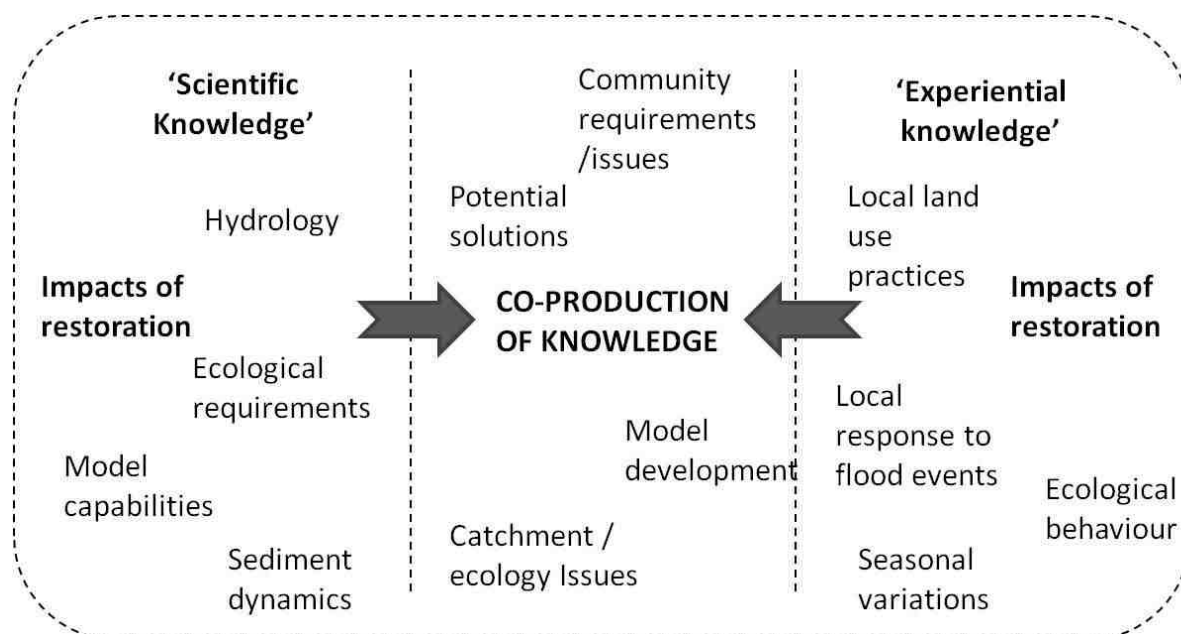 ‘Scientific
Knowledge’
Hydrology
Impacts of
restoration
Ecological
requirements
Model
capabilities
Sediment
dynamics
Community
requirements
/issues
Potential
solutions
CO-PRODUCTION
OF KNOWLEDGE
Model
development
Catchment /
ecology Issues
‘Experiential
knowledge’
Local land
use
practices
Impacts of
restoration
Local
response to
flood events
Ecological
behaviour
Seasonal
variations